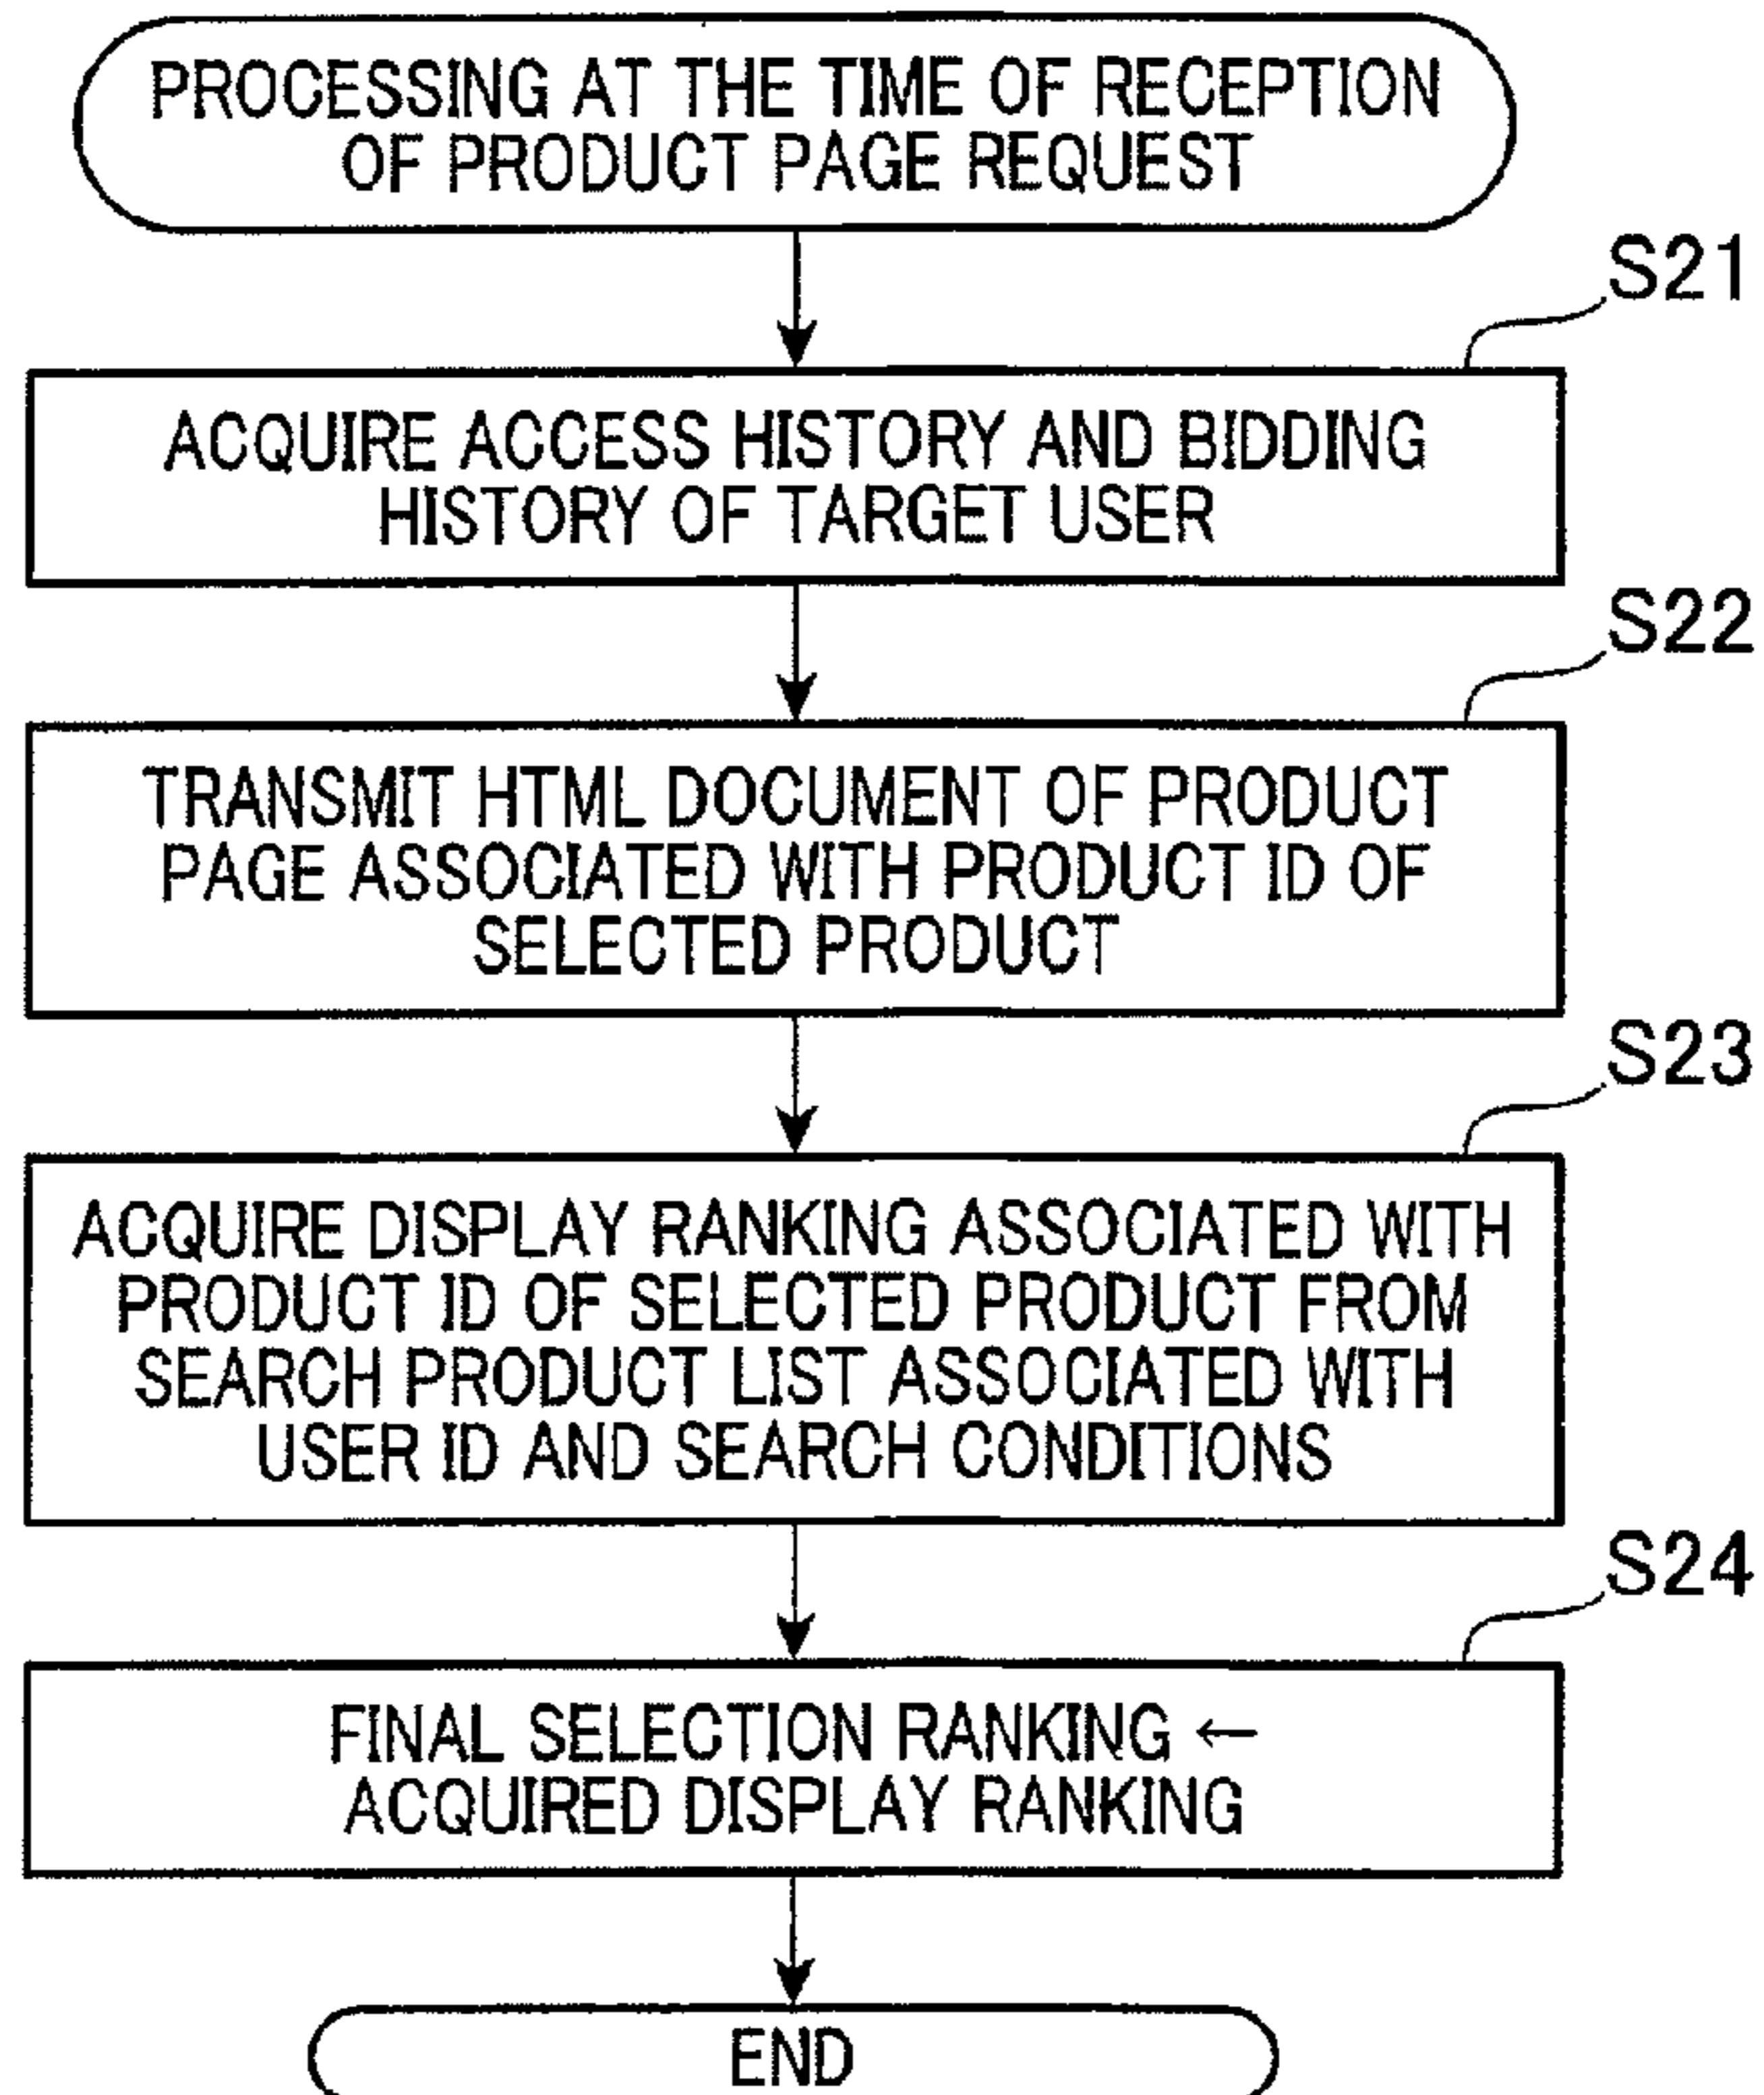 PROCESSING AT THE TIME OF RECEPTION
OF PRODUCT PAGE REQUEST
S21
ACQUIRE ACCESS HISTORY AND BIDDING
HISTORY OF TARGET USER
S22
TRANSMIT HTML DOCUMENT OF PRODUCT
PAGE ASSOCIATED WITH PRODUCT ID OF
SELECTED PRODUCT
S23
ACQUIRE DISPLAY RANKING ASSOCIATED WITH
PRODUCT ID OF SELECTED PRODUCT FROM
SEARCH PRODUCT LIST ASSOCIATED WITH
USER ID AND SEARCH CONDITIONS
S24
FINAL SELECTION RANKING ←
ACQUIRED DISPLAY RANKING
END